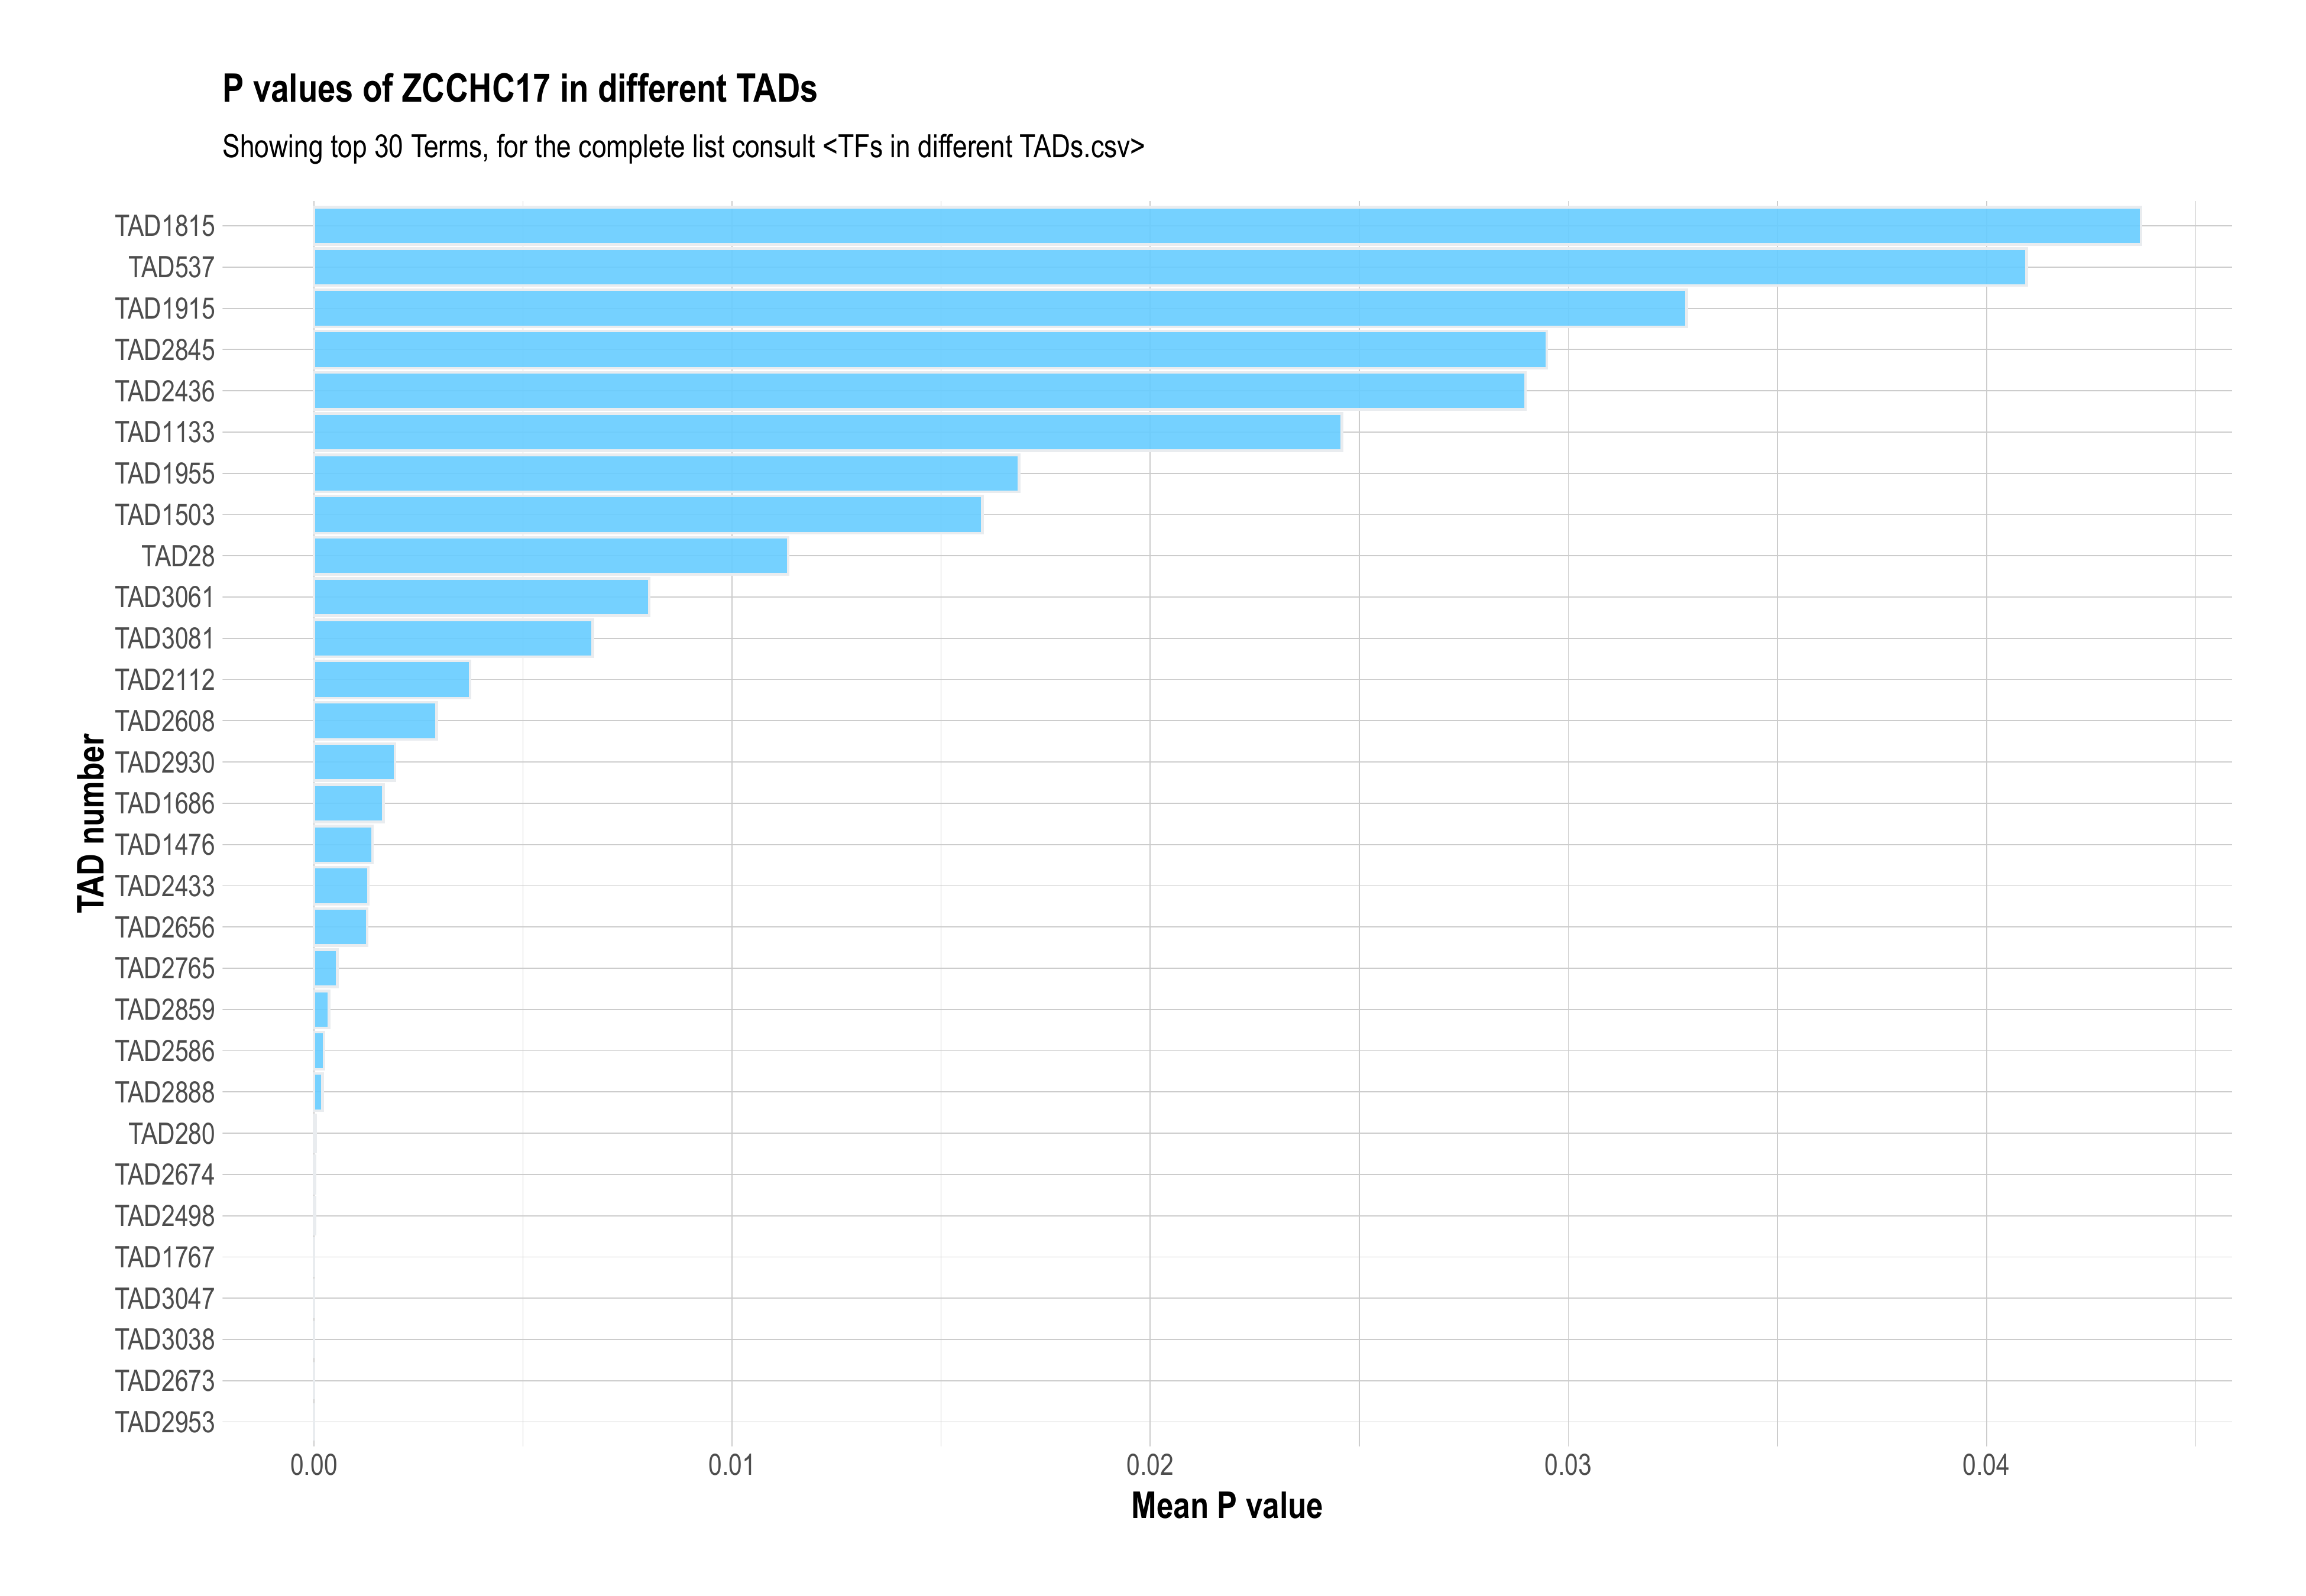 P values of ZCCHC17 in different TADs
Showing top 30 Terms, for the complete list consult <TFs in different TADs.csv>
TAD number
TAD1815
TAD537
TAD1915
TAD2845
TAD2436
TAD1133
TAD1955
TAD1503
TAD28
TAD3061
TAD3081
TAD2112
TAD2608
TAD2930
TAD1686
TAD1476
TAD2433
TAD2656
TAD2765
TAD2859
TAD2586
TAD2888
TAD280
TAD2674
TAD2498
TAD1767
TAD3047
TAD3038
TAD2673
TAD2953
0.00 0.01 0.02 0.03 0.04
Mean P value